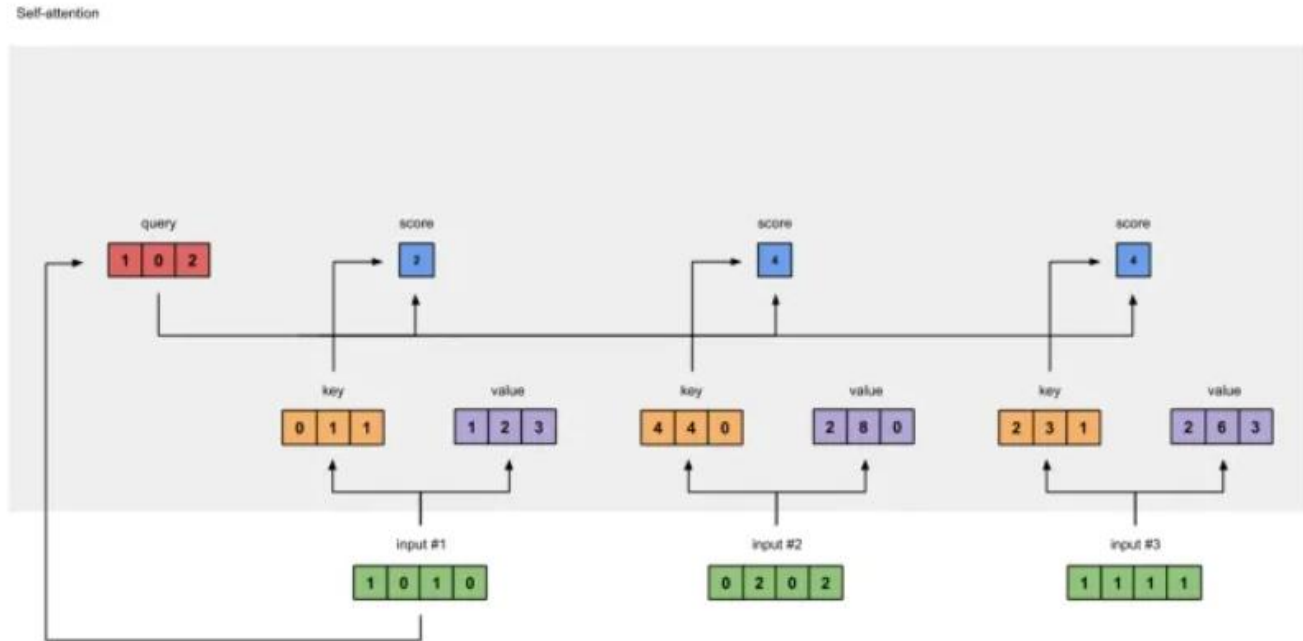 Self-attention
query score score score
1 0 2 2 4 4
key value key value key value
0 1 1 1 2 3 4 4 0 2 8 0 2 3 1 2 6 3
input #1 input #2 input #3
1 0 1 0 0 2 0 2 1 1 1 1